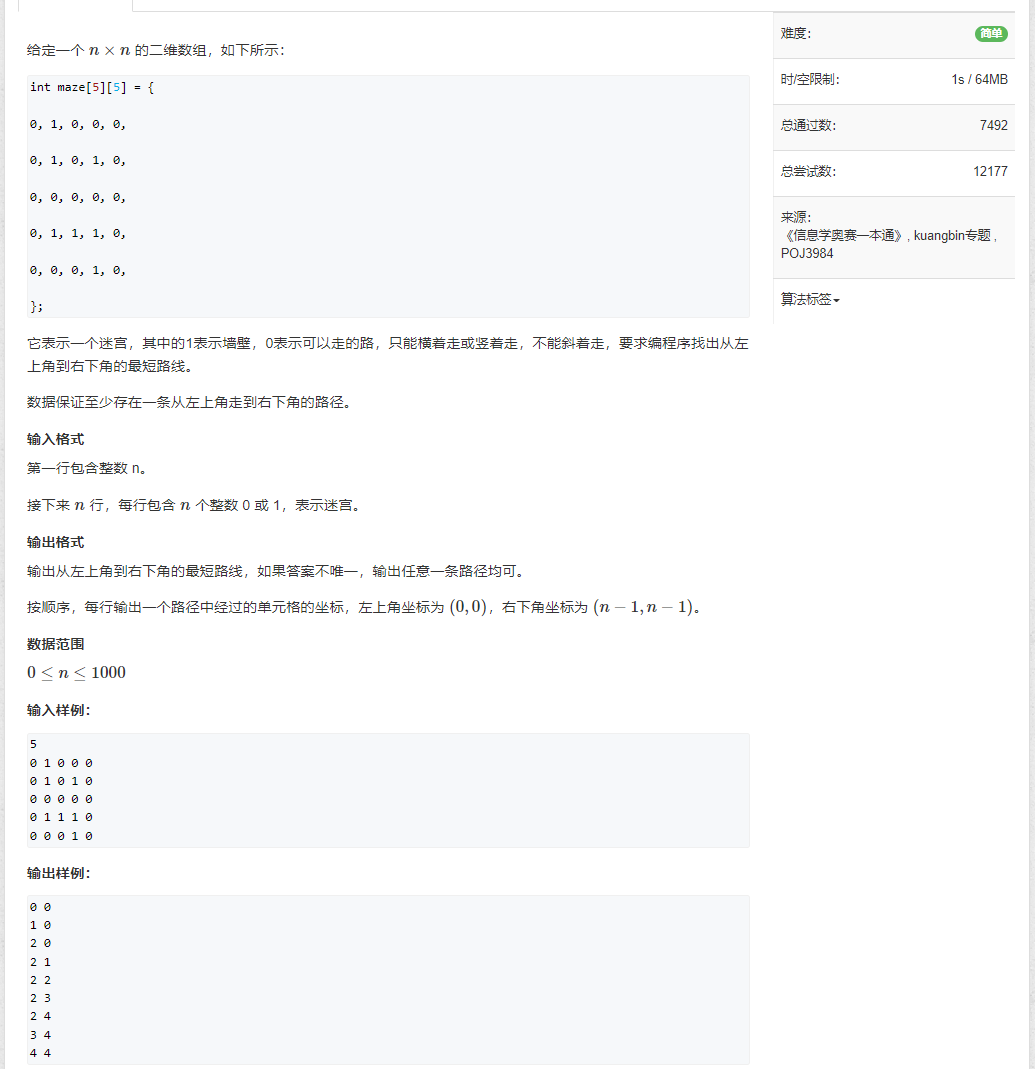 给定一个 n × n 的二维数组，如下所示：
int maze[5][5] = {
0, 1, 0, 0, 0,
0, 1, 0, 1, 0,
0, 0, 0, 0, 0,
0, 1, 1, 1, 0,
0, 0, 0, 1, 0,
};
它表示一个迷宫，其中的1表示墙壁，0表示可以走的路，只能横着走或竖着走，不能斜着走，要求编程序找出从左
上角到右下角的最短路线。
数据保证至少存在一条从左上角走到右下角的路径。
输入格式
第一行包含整数 n。
接下来 n 行，每行包含 n 个整数 0 或 1，表示迷宫。
输出格式
输出从左上角到右下角的最短路线，如果答案不唯一，输出任意一条路径均可。
按顺序，每行输出一个路径中经过的单元格的坐标，左上角坐标为 (0, 0)，右下角坐标为 (n − 1, n − 1)。
数据范围
0 ≤ n ≤ 1000
输入样例：
5
0 1 0 0 0
0 1 0 1 0
0 0 0 0 0
0 1 1 1 0
0 0 0 1 0
输出样例：
0 0
1 0
2 0
2 1
2 2
2 3
2 4
3 4
4 4
难度： 简单
时/空限制： 1s / 64MB
总通过数： 7492
总尝试数： 12177
来源：
《信息学奥赛一本通》, kuangbin专题 ,
POJ3984
算法标签